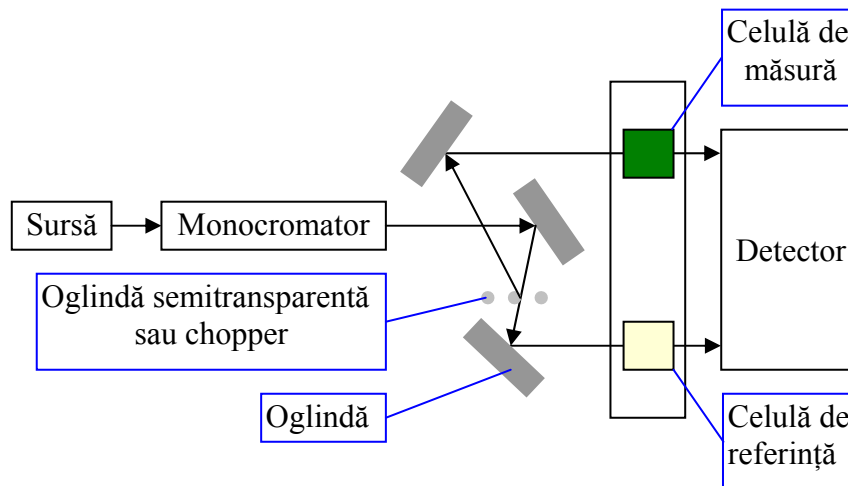 Celulă de
măsură
Sursă
Monocromator
Detector
Oglindă semitransparentă
sau chopper
Oglindă
Celulă de
referință